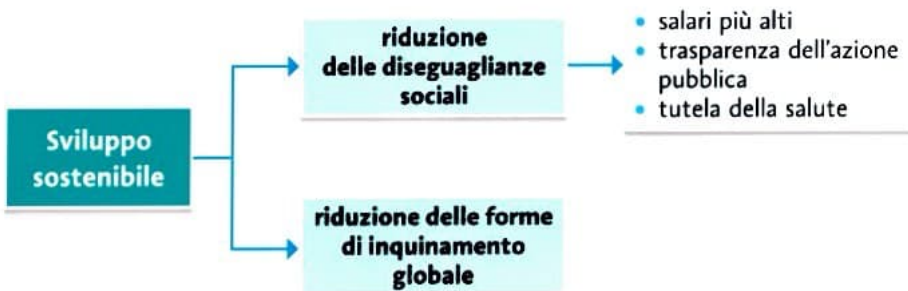 Sviluppo
sostenibile
riduzione
delle diseguaglianze
sociali
• salari più alti
• trasparenza dell'azione
pubblica
• tutela della salute
riduzione delle forme
di inquinamento
globale